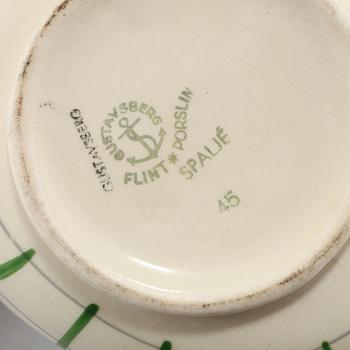 GUSTAVSBERG
GUSTAVSBERG
FLINT * PORSLIN
SPALJÉ
45